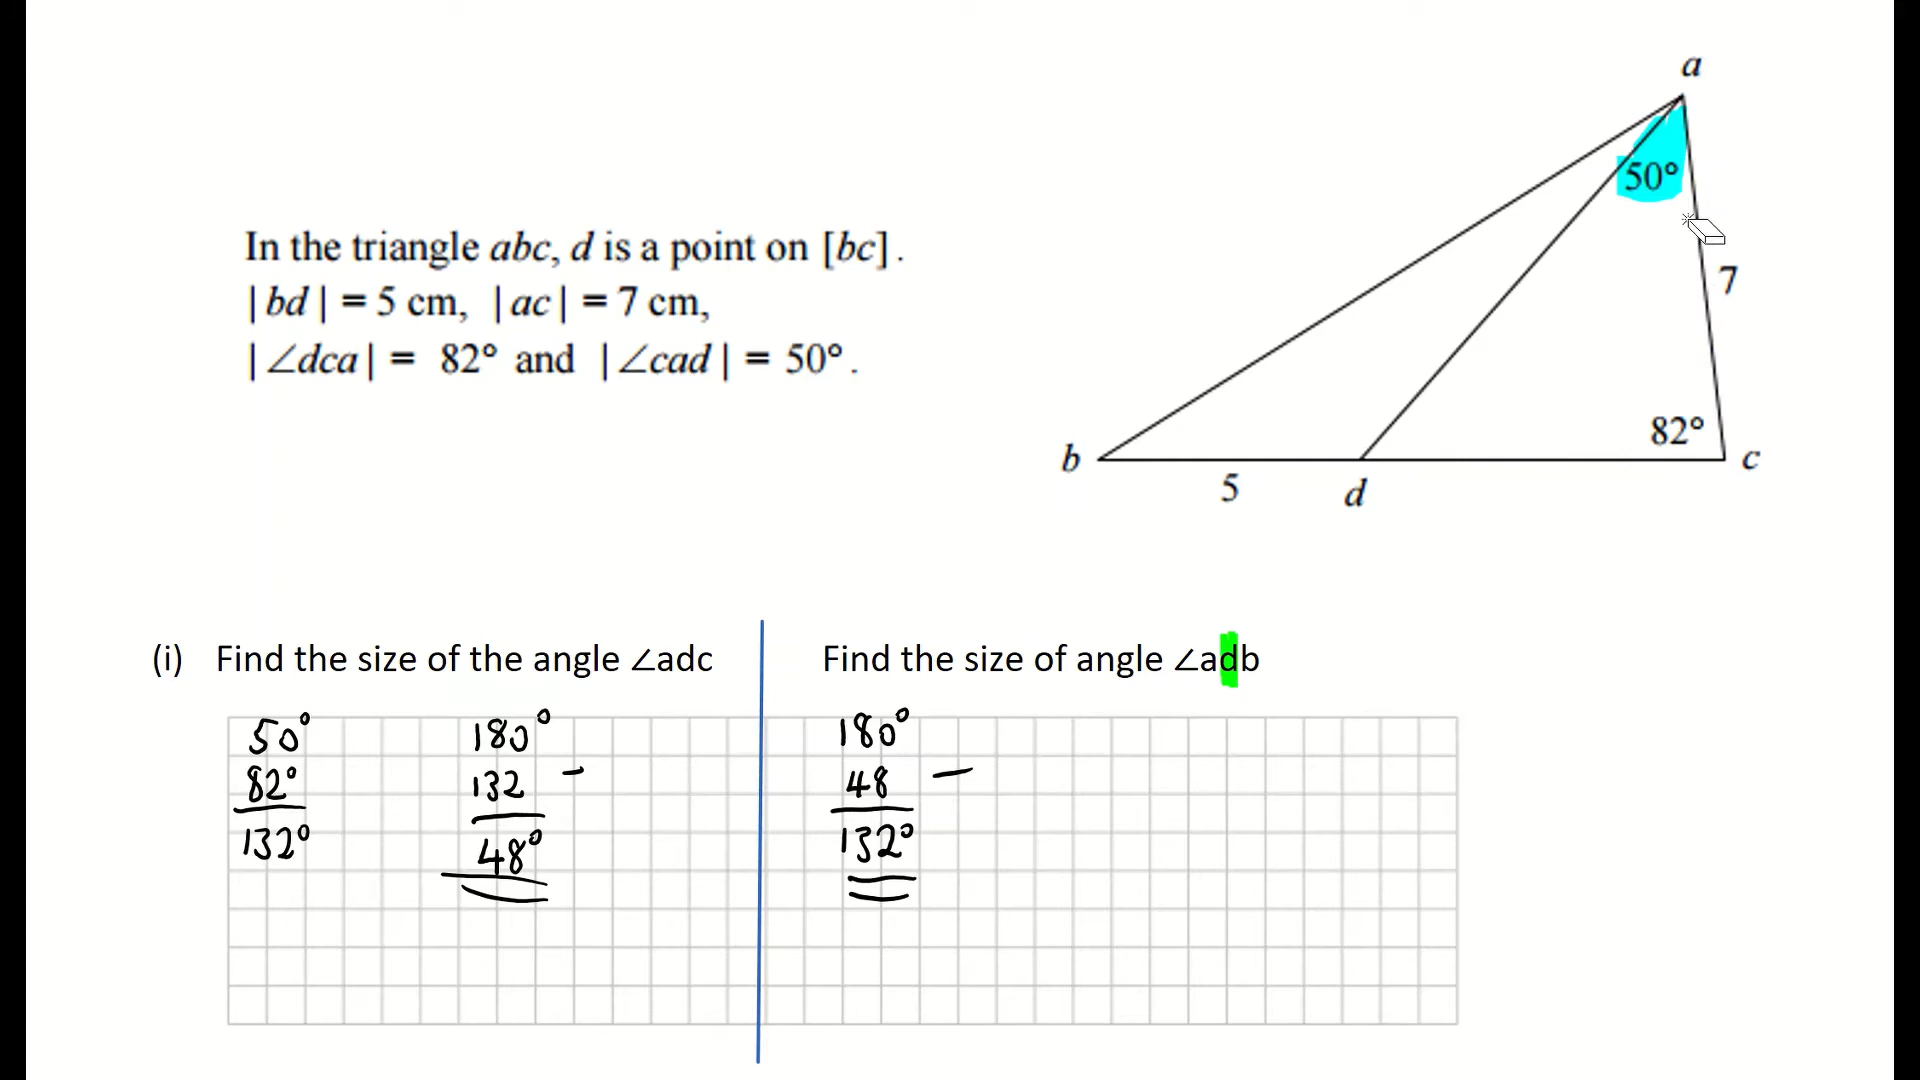 a
50°
In the triangle abc, d is a point on [bc].
|bd| = 5 cm, |ac| = 7 cm,
7
|∠dca| = 82° and |∠cad| = 50°.
82°
b
c
5
d
(i) Find the size of the angle ∠adc
Find the size of angle ∠adb
50°
82°
132°
180°
132 −
48°
180°
48 −
132°